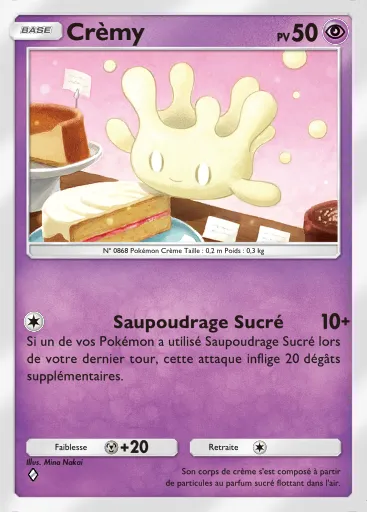 BASE
Crèmy
PV 50
N° 0868 Pokémon Crème Taille : 0,2 m Poids : 0,3 kg
Saupoudrage Sucré 10+
Si un de vos Pokémon a utilisé Saupoudrage Sucré lors
de votre dernier tour, cette attaque inflige 20 dégâts
supplémentaires.
Faiblesse +20 Retraite
Illus. Mina Nakai
Son corps de crème s'est composé à partir
de particules au parfum sucré flottant dans l'air.